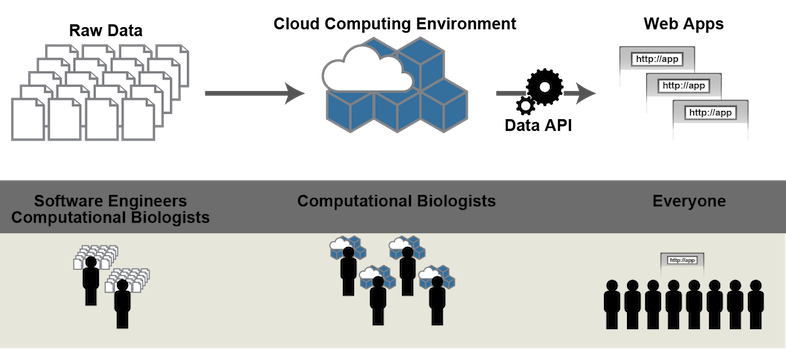 Raw Data
Cloud Computing Environment
Web Apps
http://app
http://app
http://app
Data API
Software Engineers
Computational Biologists
Computational Biologists
Everyone
http://app